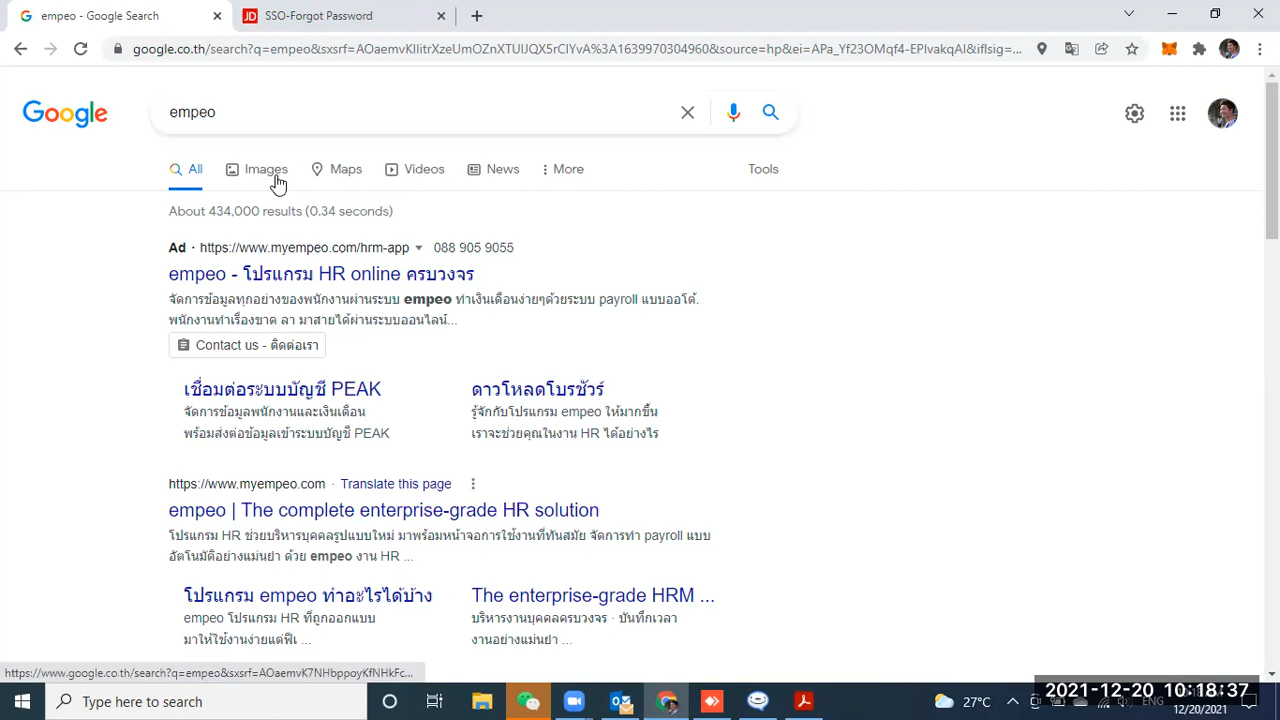 empeo - Google Search
SSO-Forgot Password
google.co.th/search?q=empeo&sxsrf=AOaemvKIlitrXzeUmOZnXTUIJQX5rCIYvA%3A1639970304960&source=hp&ei=APa_Yf23OMqf4-EPIvakqAI&iflsig=...
Google
empeo
All
Images
Maps
Videos
News
More
Tools
About 434,000 results (0.34 seconds)
Ad · https://www.myempeo.com/hrm-app 088 905 9055
empeo - โปรแกรม HR online ครบวงจร
จัดการข้อมูลทุกอย่างของพนักงานผ่านระบบ empeo ทำเงินเดือนง่ายๆด้วยระบบ payroll แบบออโต้.
พนักงานทำเรื่องขาด ลา มาสายได้ผ่านระบบออนไลน์...
Contact us - ติดต่อเรา
เชื่อมต่อระบบบัญชี PEAK
จัดการข้อมูลพนักงานและเงินเดือน
พร้อมส่งต่อข้อมูลเข้าระบบบัญชี PEAK
ดาวโหลดโบรชัวร์
รู้จักกับโปรแกรม empeo ให้มากขึ้น
เราจะช่วยคุณในงาน HR ได้อย่างไร
https://www.myempeo.com · Translate this page
empeo | The complete enterprise-grade HR solution
โปรแกรม HR ช่วยบริหารบุคคลรูปแบบใหม่ มาพร้อมหน้าจอการใช้งานที่ทันสมัย จัดการทำ payroll แบบ
อัตโนมัติอย่างแม่นยำ ด้วย empeo งาน HR ...
โปรแกรม empeo ทำอะไรได้บ้าง
empeo โปรแกรม HR ที่ถูกออกแบบ
มาให้ใช้งานง่ายแต่ฟี ...
The enterprise-grade HRM ...
บริหารงานบุคคลครบวงจร · บันทึกเวลา
งานอย่างแม่นยำ ...
https://www.google.co.th/search?q=empeo&sxsrf=AOaemvK7NHbppoyKfNHkFc...
Type here to search
27°C
ENG
2021-12-20 10:18:37
12/20/2021